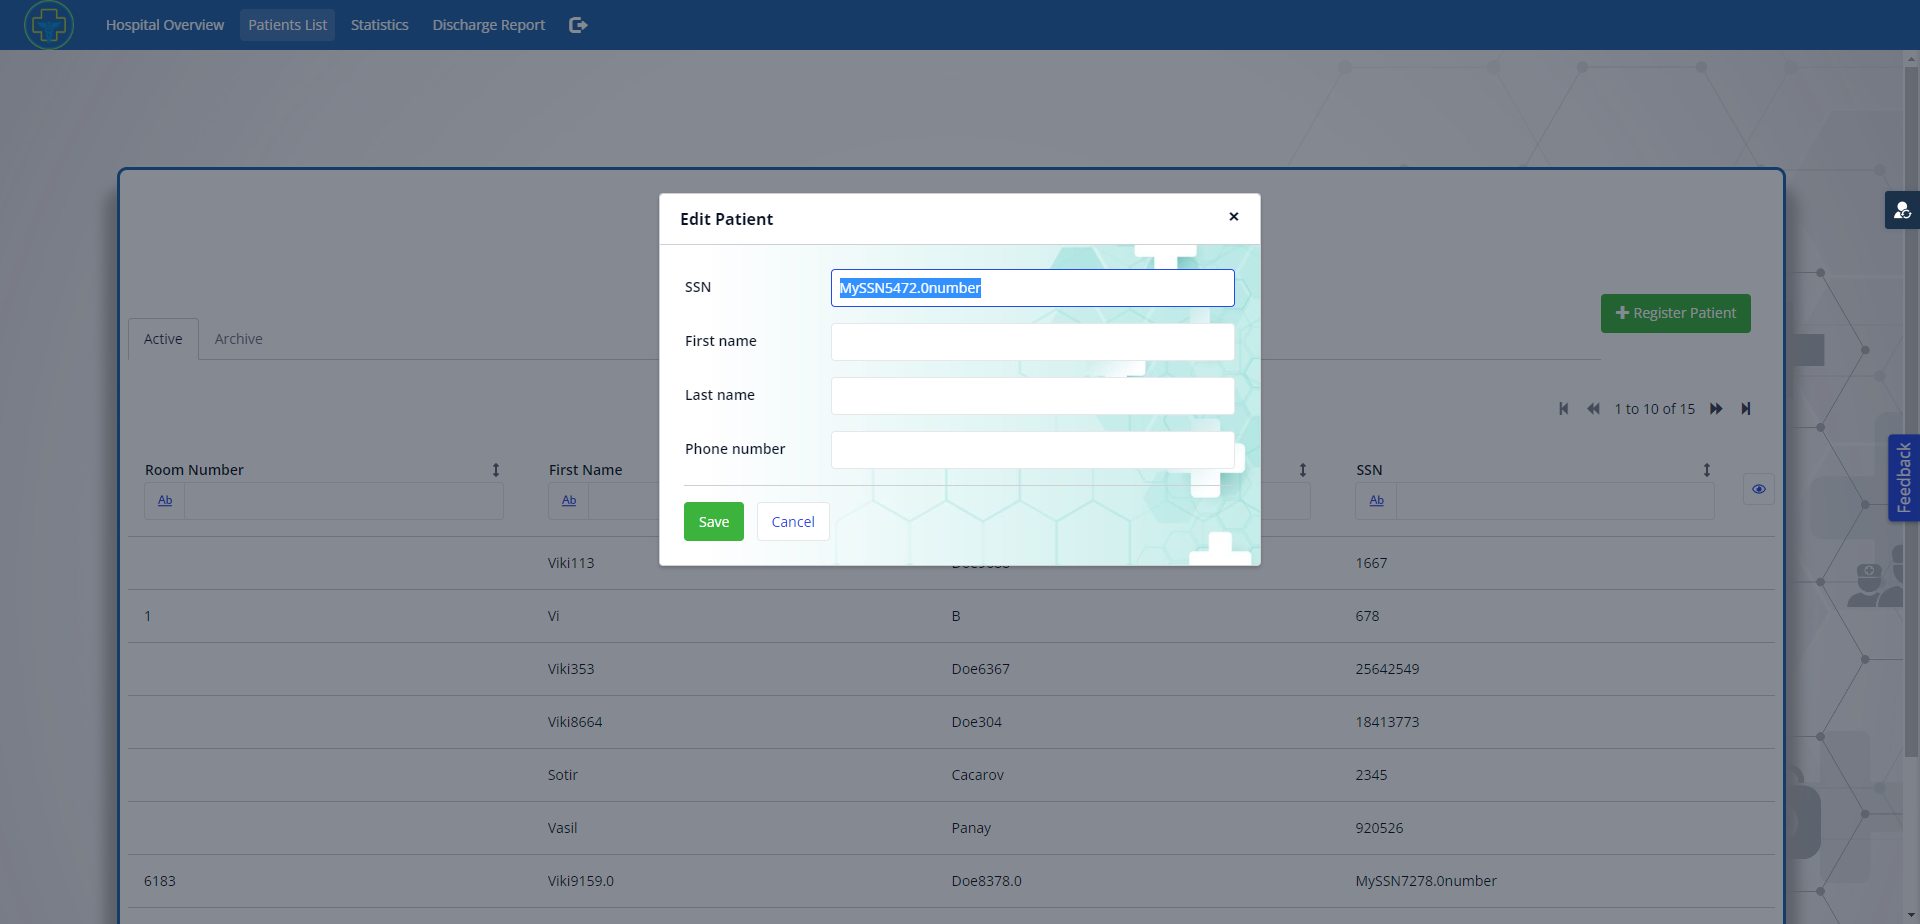 Hospital Overview Patients List Statistics Discharge Report
Edit Patient ×
SSN MySSN5472.0number
First name
Last name
Phone number
Save Cancel
Register Patient
Active Archive
1 to 10 of 15
Feedback
Room Number First Name SSN
Ab Ab Ab
Viki113 1667
1 Vi B 678
Viki353 Doe6367 25642549
Viki8664 Doe304 18413773
Sotir Cacarov 2345
Vasil Panay 920526
6183 Viki9159.0 Doe8378.0 MySSN7278.0number